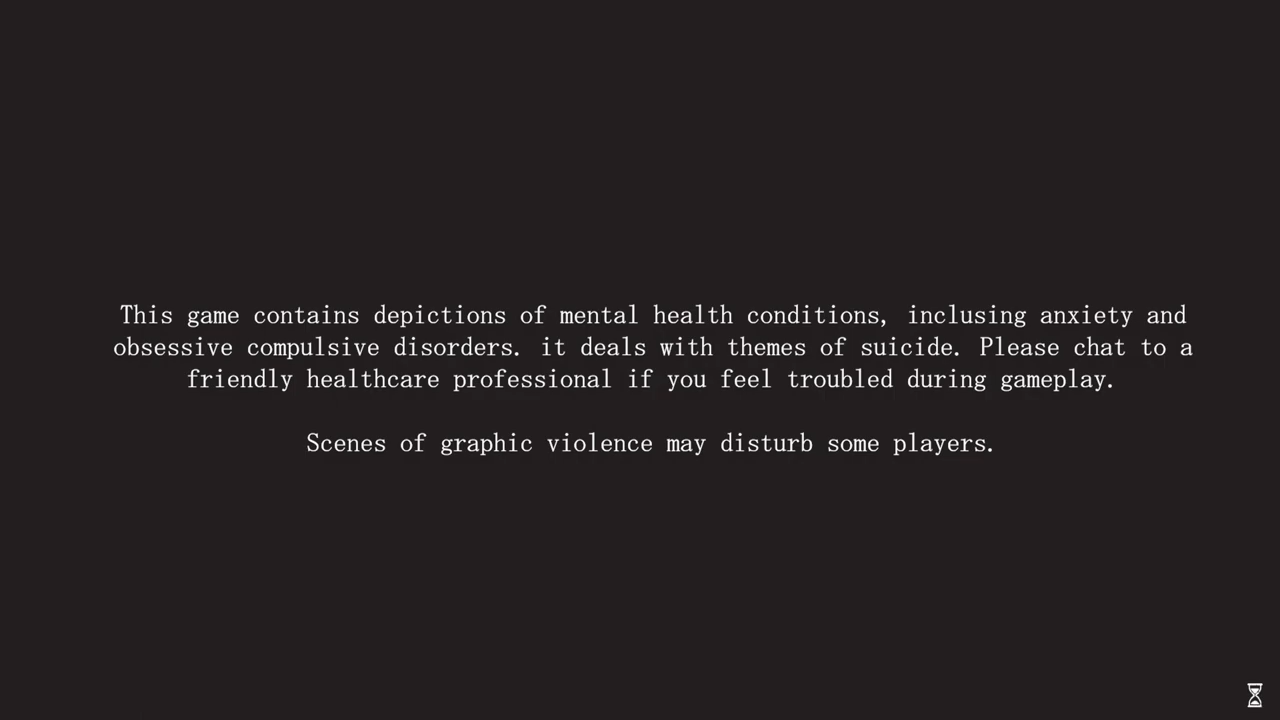 This game contains depictions of mental health conditions, inclusing anxiety and
obsessive compulsive disorders. it deals with themes of suicide. Please chat to a
friendly healthcare professional if you feel troubled during gameplay.
Scenes of graphic violence may disturb some players.